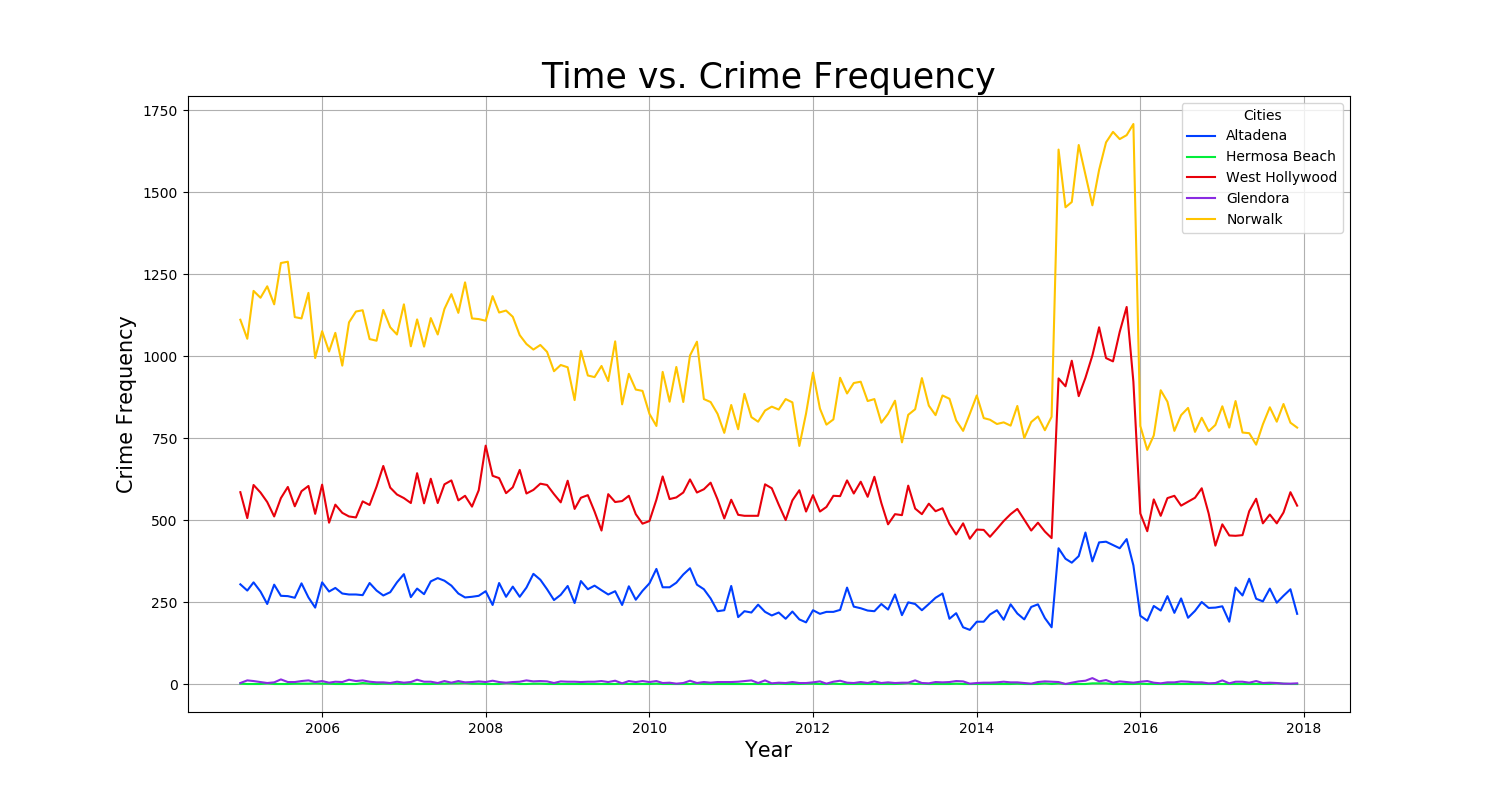 Time vs. Crime Frequency
Cities
Altadena
Hermosa Beach
West Hollywood
Glendora
Norwalk
Crime Frequency
1750
1500
1250
1000
750
500
250
0
2006 2008 2010 2012 2014 2016 2018
Year